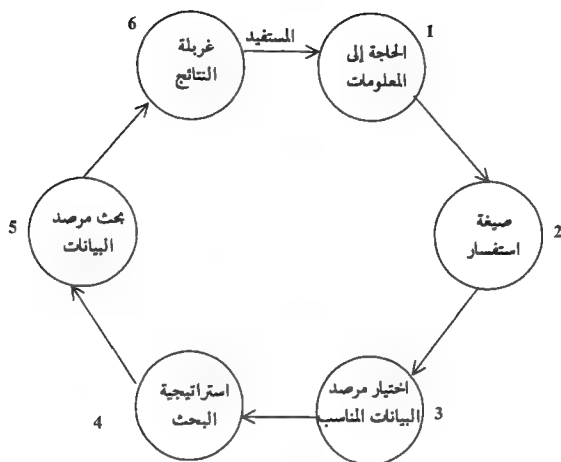 1
الحاجة إلى
المعلومات
2
صيغة
استفسار
3
اختيار مرصد
البيانات المناسب
4
استراتيجية
البحث
5
بحث مرصد
البيانات
6
غربلة
النتائج
المستفيد